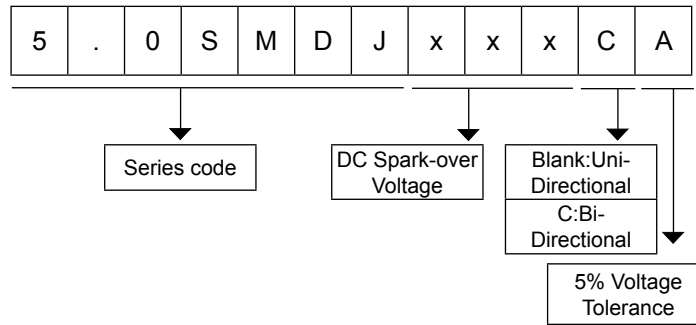 5 . 0 S M D J x x x C A
Series code
DC Spark-over
Voltage
Blank:Uni-
Directional
C:Bi-
Directional
5% Voltage
Tolerance